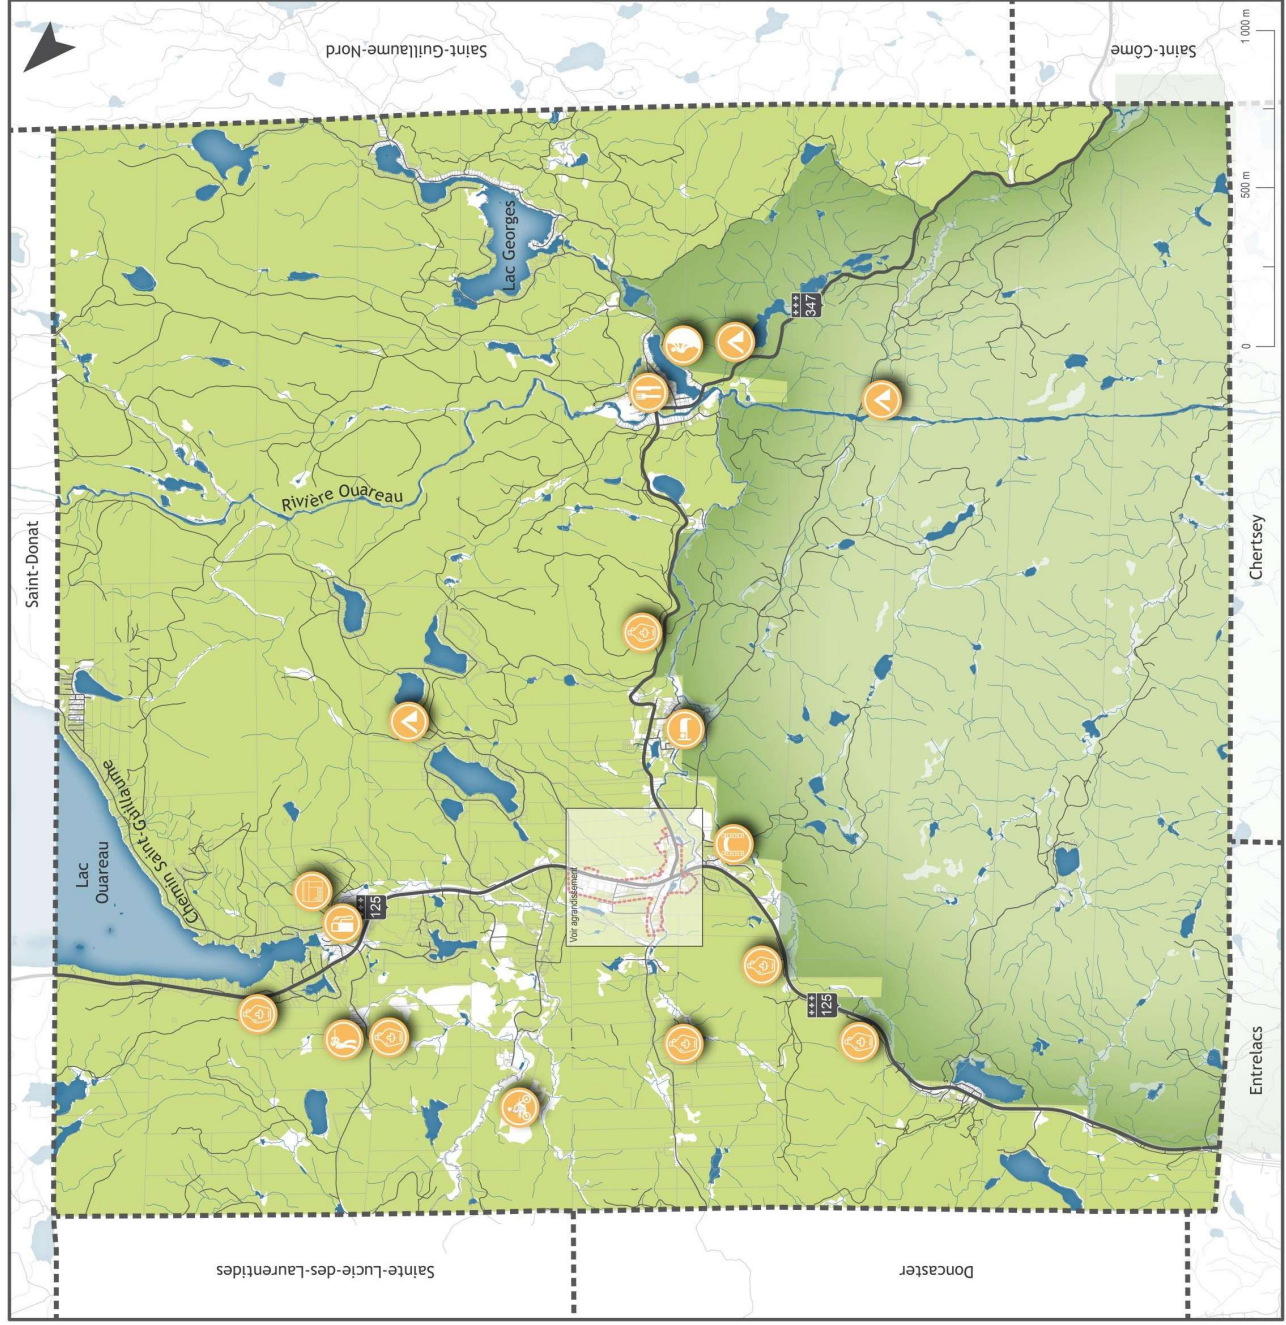 Saint-Guillaume-Nord
Saint-Côme
1 000 m
500 m
0
Lac Georges
347
Saint-Donat
Rivière Ouareau
Chertsey
Chemin Saint-Guillaume
Lac
Ouareau
Voir agrandissement
125
125
Entrelacs
Sainte-Lucie-des-Laurentides
Doncaster